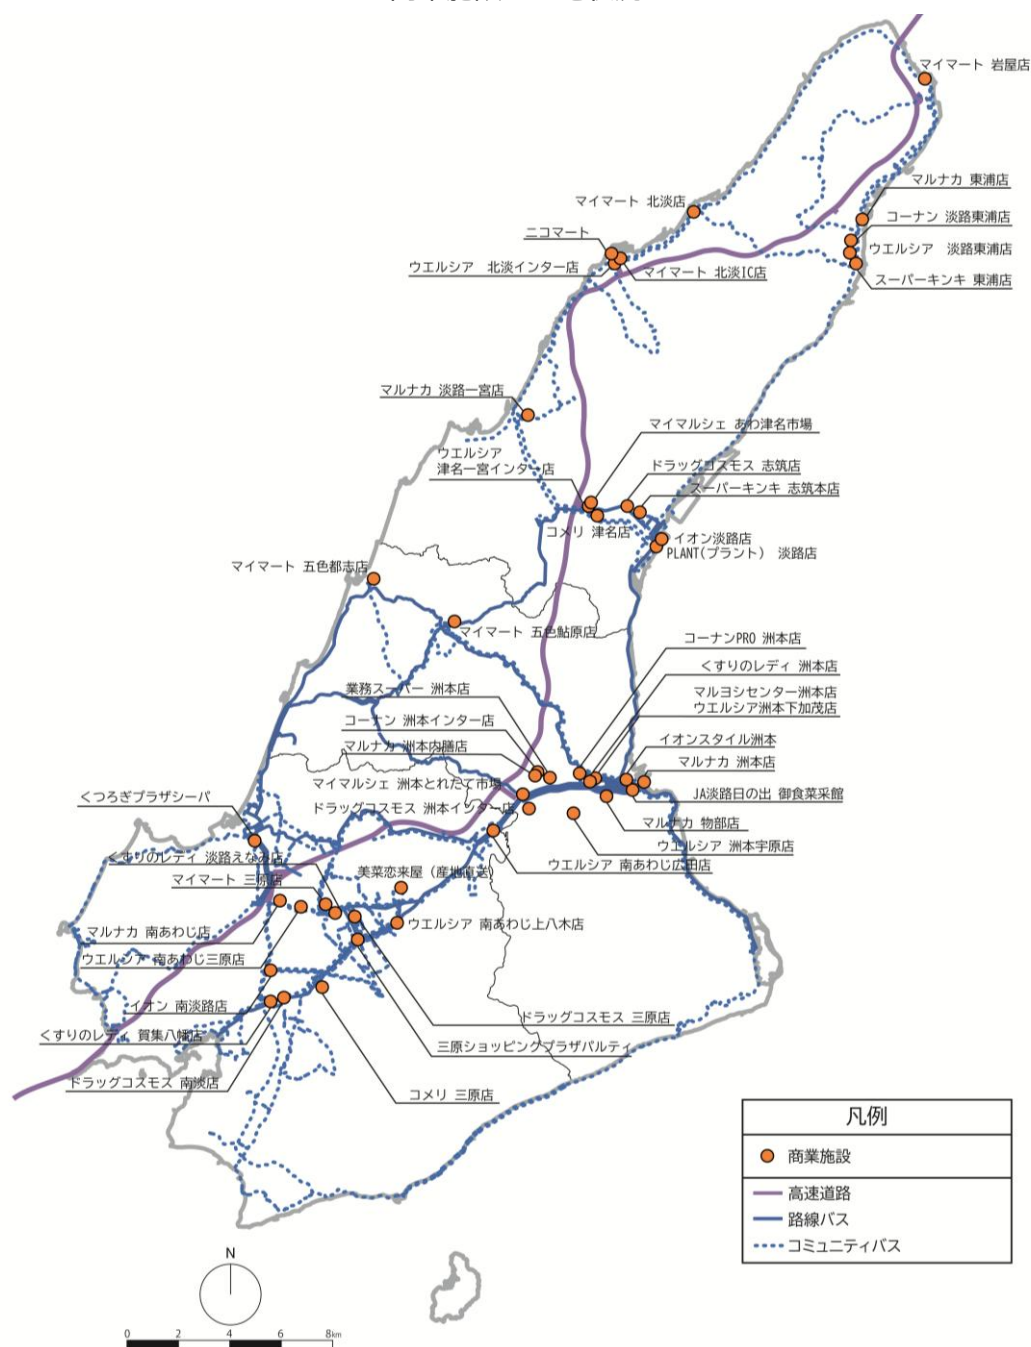 マイマート 岩屋店
マルナカ 東浦店
マイマート 北淡店
コーナン 淡路東浦店
ニコマート
ウエルシア 淡路東浦店
ウエルシア 北淡インター店
マイマート 北淡IC店
スーパーキンキ 東浦店
マルナカ 淡路一宮店
マイマルシェ あわ津名市場
ウエルシア
津名一宮インター店
ドラッグコスモス 志筑店
スーパーキンキ 志筑本店
コメリ 津名店
イオン淡路店
PLANT(プラント) 淡路店
マイマート 五色都志店
マイマート 五色鮎原店
コーナンPRO 洲本店
くすりのレディ 洲本店
業務スーパー 洲本店
マルヨシセンター洲本店
ウエルシア洲本下加茂店
コーナン 洲本インター店
イオンスタイル洲本
マルナカ 洲本内膳店
マルナカ 洲本店
マイマルシェ 洲本とれたて市場
JA淡路日の出 御食菜采館
くつろぎプラザシーパ
ドラッグコスモス 洲本インター店
マルナカ 物部店
ウエルシア 洲本宇原店
くすりのレディ 淡路えなみ店
ウエルシア 南あわじ広田店
美菜恋来屋（産地直送）
マイマート 三原店
ウエルシア 南あわじ上八木店
マルナカ 南あわじ店
ウエルシア 南あわじ三原店
イオン 南淡路店
ドラッグコスモス 三原店
くすりのレディ 賀集八幡店
三原ショッピングプラザパルティ
ドラッグコスモス 南淡店
コメリ 三原店
凡例
商業施設
高速道路
路線バス
コミュニティバス
N
0 2 4 6 8km